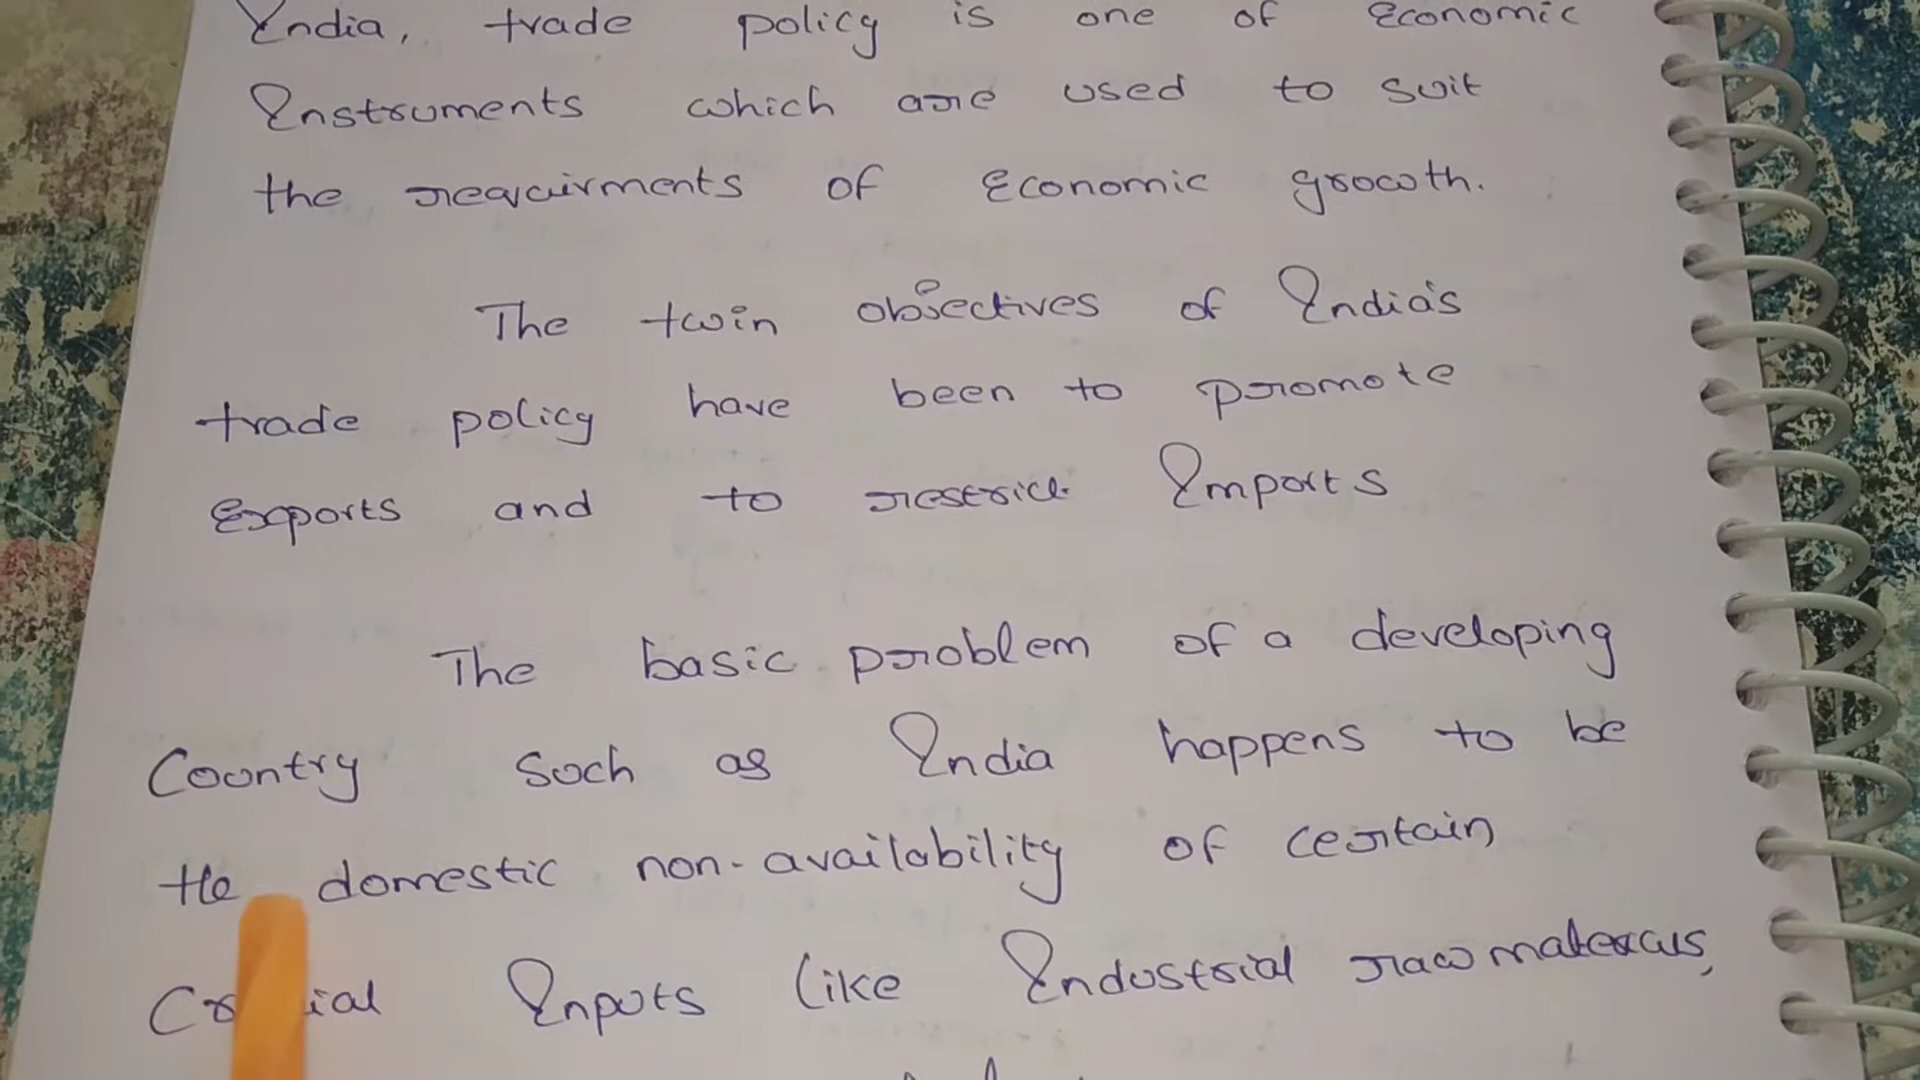 India, trade policy is one of Economic
Instruments which are used to suit
the requirments of Economic growth.
The twin objectives of India's
trade policy have been to promote
Exports and to restrict Imports
The basic problem of a developing
Country such as India happens to be
the domestic non-availability of certain
Inputs like Industrial raw materials,